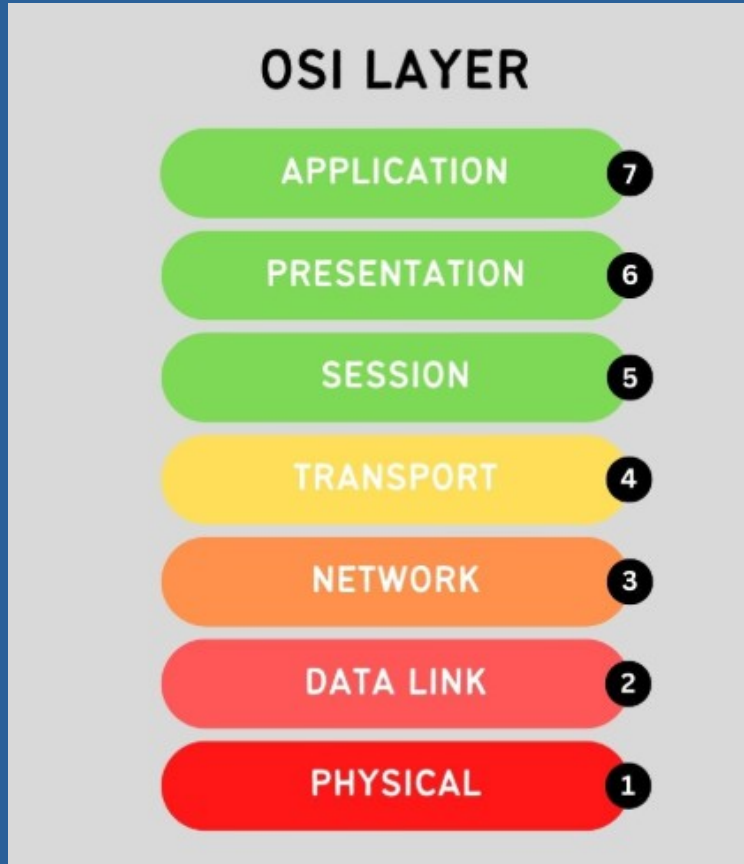 OSI LAYER
APPLICATION 7
PRESENTATION 6
SESSION 5
TRANSPORT 4
NETWORK 3
DATA LINK 2
PHYSICAL 1